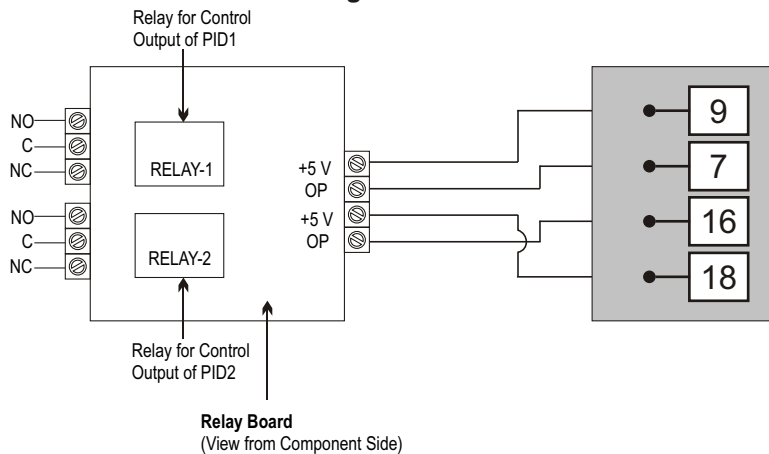 Relay for Control
Output of PID1
NO
C
NC
NO
C
NC
RELAY-1
RELAY-2
+5 V
OP
+5 V
OP
9
7
16
18
Relay for Control
Output of PID2
Relay Board
(View from Component Side)